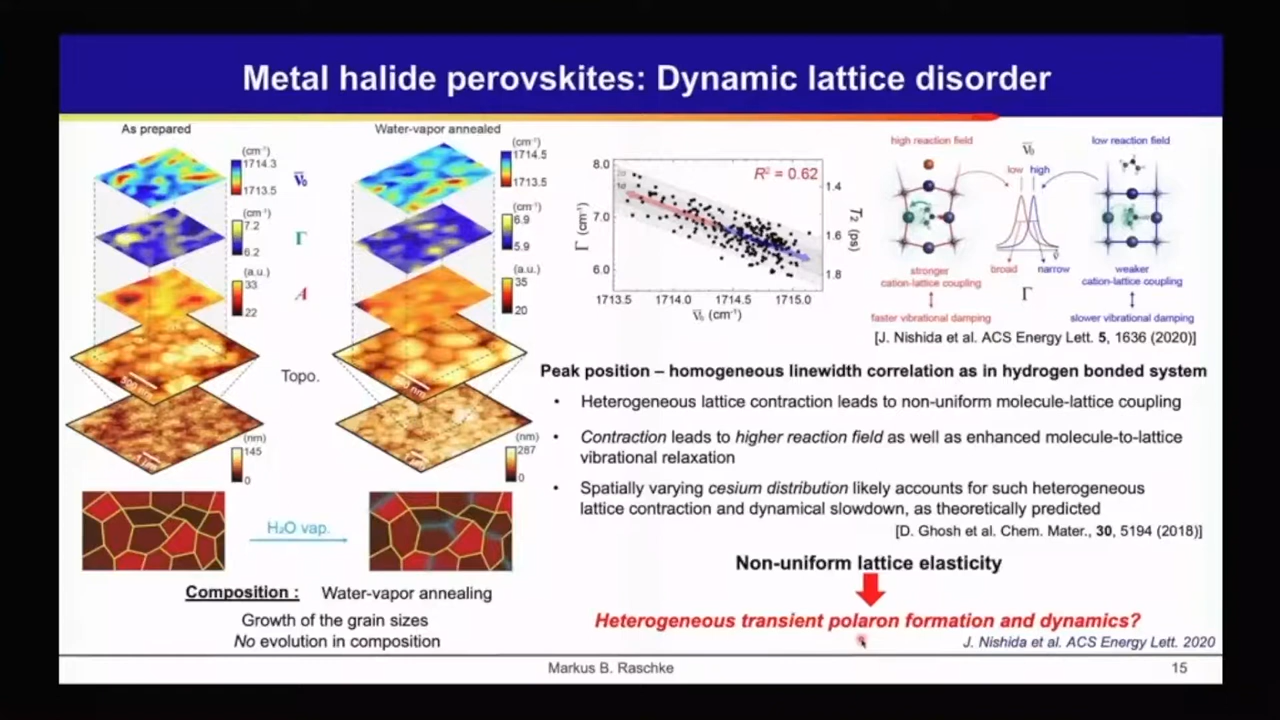 Metal halide perovskites: Dynamic lattice disorder
As prepared
Water-vapor annealed
(cm⁻¹)
1714.3
1713.5
ν̅₀
(cm⁻¹)
7.2
6.2
Γ
(a.u.)
33
22
A
(cm⁻¹)
1714.5
1713.5
(cm⁻¹)
6.9
5.9
(a.u.)
35
20
Topo.
500 nm
nm
1 μm
(nm)
145
0
(nm)
287
0
H₂O vap.
Composition : Water-vapor annealing
Growth of the grain sizes
No evolution in composition
8.0
7.0
6.0
Γ (cm⁻¹)
2σ
1σ
R² = 0.62
1.4
1.6
1.8
T₂ (ps)
1713.5 1714.0 1714.5 1715.0
ν̅₀ (cm⁻¹)
high reaction field
low reaction field
ν̅₀
low high
ν̅
broad narrow
Γ
stronger
cation-lattice coupling
faster vibrational damping
weaker
cation-lattice coupling
slower vibrational damping
[J. Nishida et al. ACS Energy Lett. 5, 1636 (2020)]
Peak position – homogeneous linewidth correlation as in hydrogen bonded system
• Heterogeneous lattice contraction leads to non-uniform molecule-lattice coupling
• Contraction leads to higher reaction field as well as enhanced molecule-to-lattice
vibrational relaxation
• Spatially varying cesium distribution likely accounts for such heterogeneous
lattice contraction and dynamical slowdown, as theoretically predicted
[D. Ghosh et al. Chem. Mater., 30, 5194 (2018)]
Non-uniform lattice elasticity
Heterogeneous transient polaron formation and dynamics?
J. Nishida et al. ACS Energy Lett. 2020
Markus B. Raschke
15